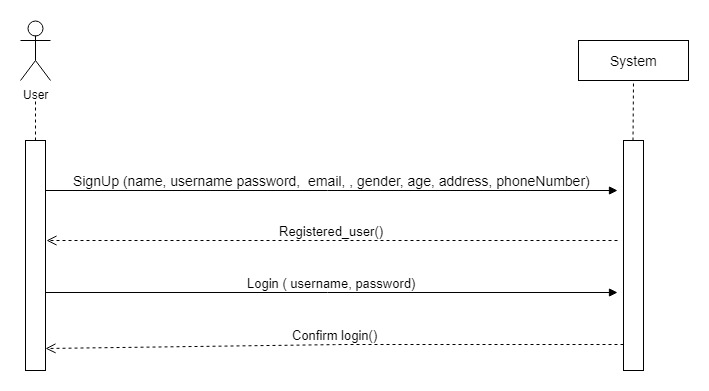 User
System
SignUp (name, username password,  email, , gender, age, address, phoneNumber)
Registered_user()
Login ( username, password)
Confirm login()